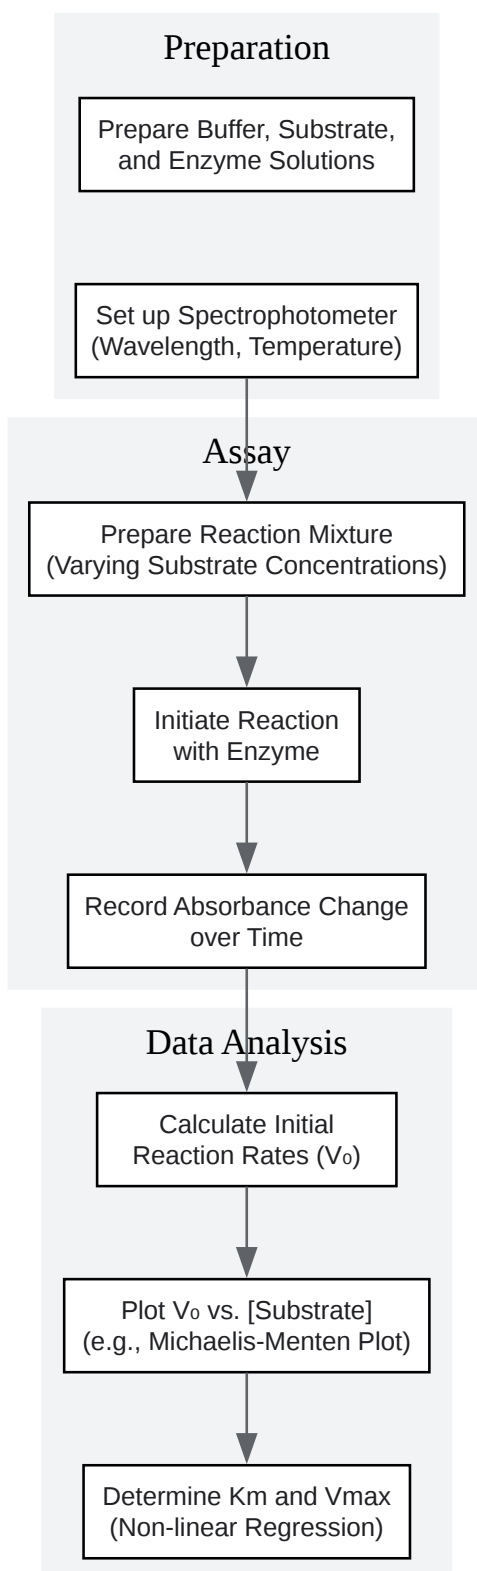 Preparation
Prepare Buffer, Substrate,
and Enzyme Solutions
Set up Spectrophotometer
(Wavelength, Temperature)
Assay
Prepare Reaction Mixture
(Varying Substrate Concentrations)
Initiate Reaction
with Enzyme
Record Absorbance Change
over Time
Data Analysis
Calculate Initial
Reaction Rates (V₀)
Plot V₀ vs. [Substrate]
(e.g., Michaelis-Menten Plot)
Determine Km and Vmax
(Non-linear Regression)